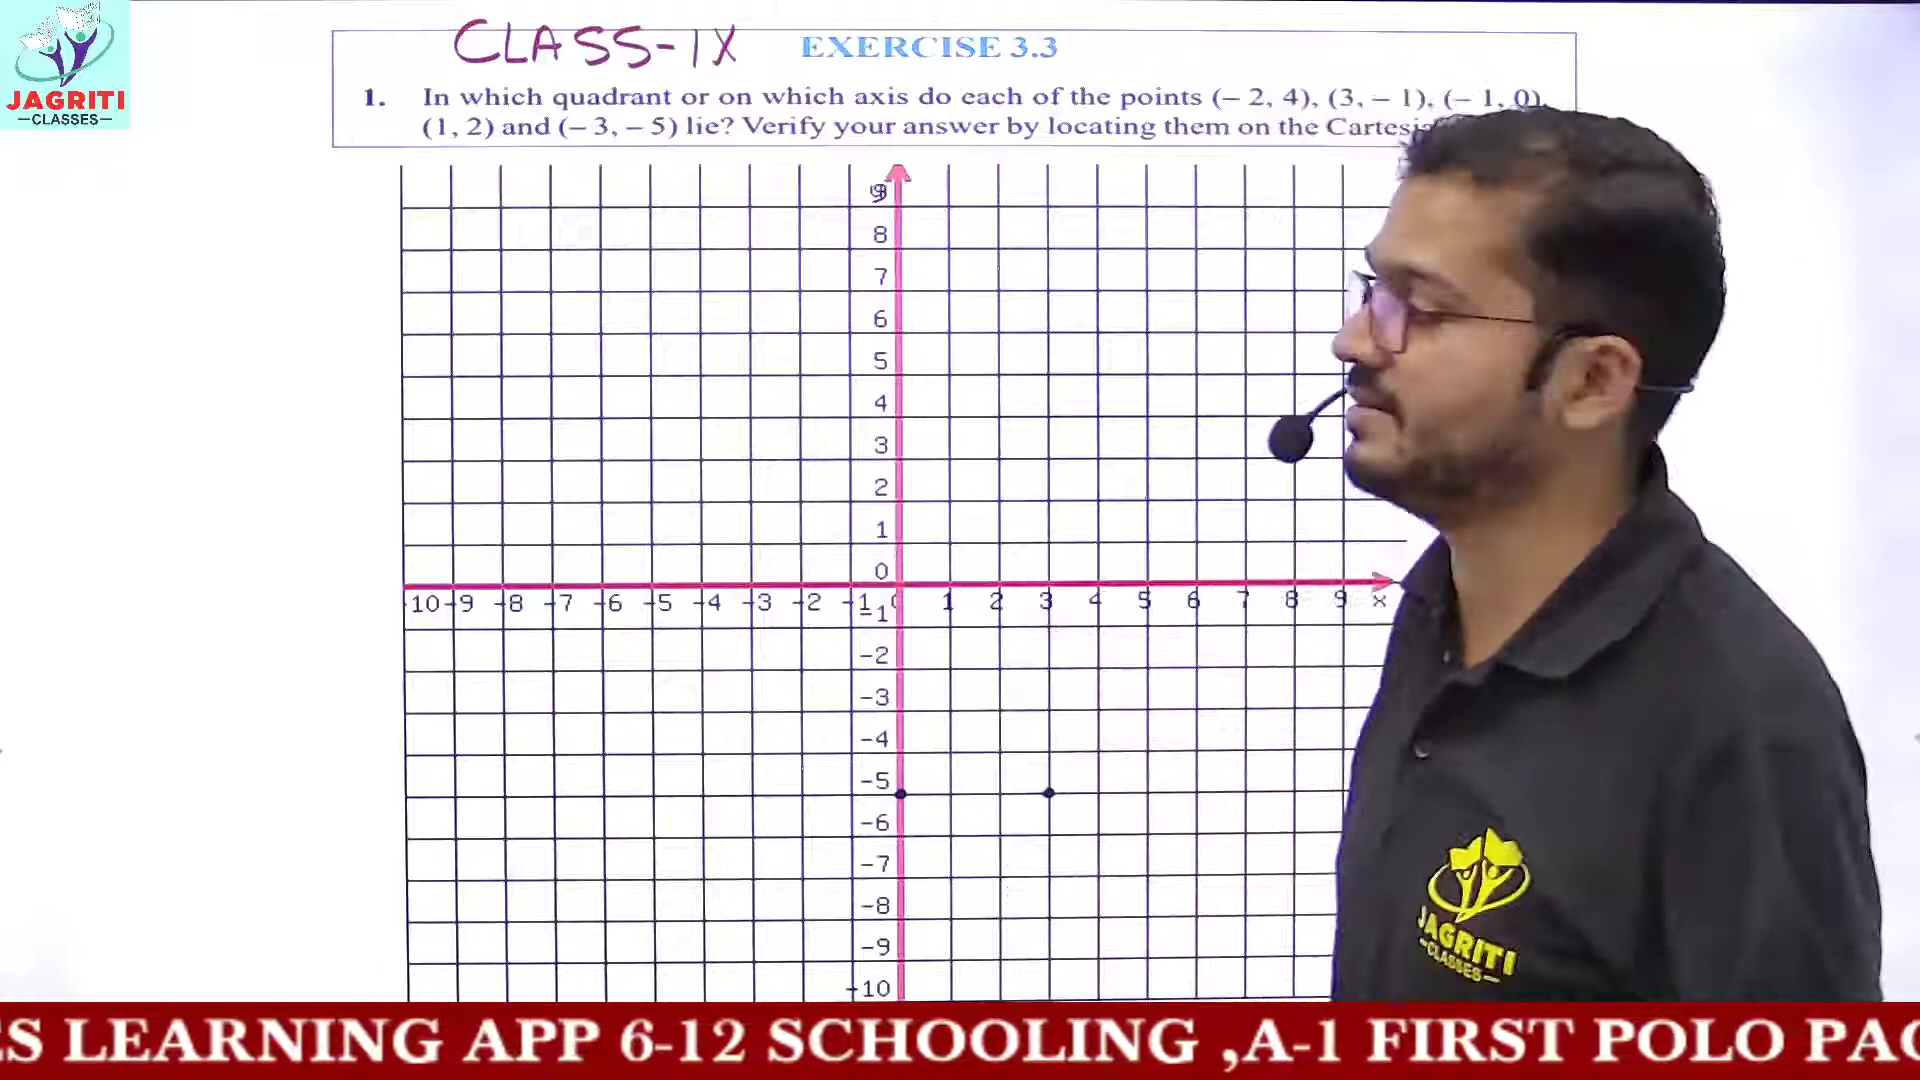 JAGRITI
CLASSES
CLASS-IX EXERCISE 3.3
1. In which quadrant or on which axis do each of the points (– 2, 4), (3, – 1), (– 1, 0),
(1, 2) and (– 3, – 5) lie? Verify your answer by locating them on the
9
8
7
6
5
4
3
2
1
0
-10 -9 -8 -7 -6 -5 -4 -3 -2 -1 0 1 2 3 4 5 6 7 8 9 x
-1
-2
-3
-4
-5
-6
-7
-8
-9
-10
JAGRITI
CLASSES
LEARNING APP 6-12 SCHOOLING ,A-1 FIRST POLO